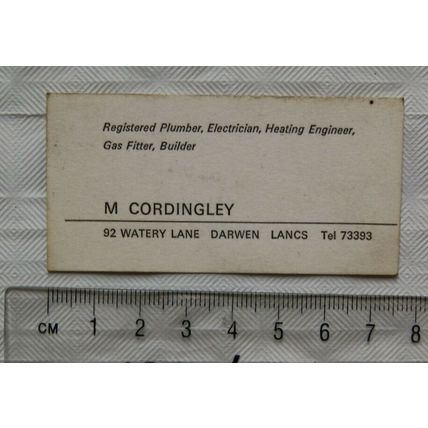 Registered Plumber, Electrician, Heating Engineer,
Gas Fitter, Builder
M CORDINGLEY
92 WATERY LANE DARWEN LANCS Tel 73393
CM 1 2 3 4 5 6 7 8